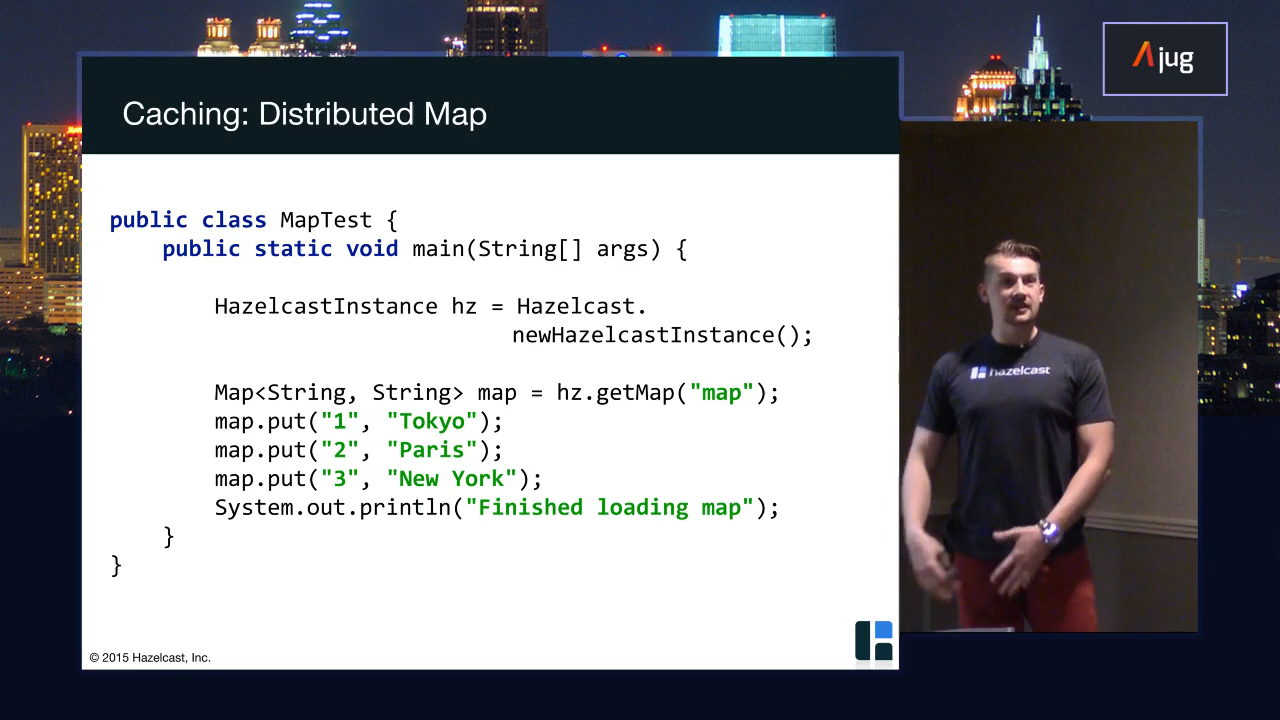 Ajug
Caching: Distributed Map
public class MapTest {
public static void main(String[] args) {
HazelcastInstance hz = Hazelcast.
newHazelcastInstance();
Map<String, String> map = hz.getMap("map");
map.put("1", "Tokyo");
map.put("2", "Paris");
map.put("3", "New York");
System.out.println("Finished loading map");
}
}
© 2015 Hazelcast, Inc.
hazelcast